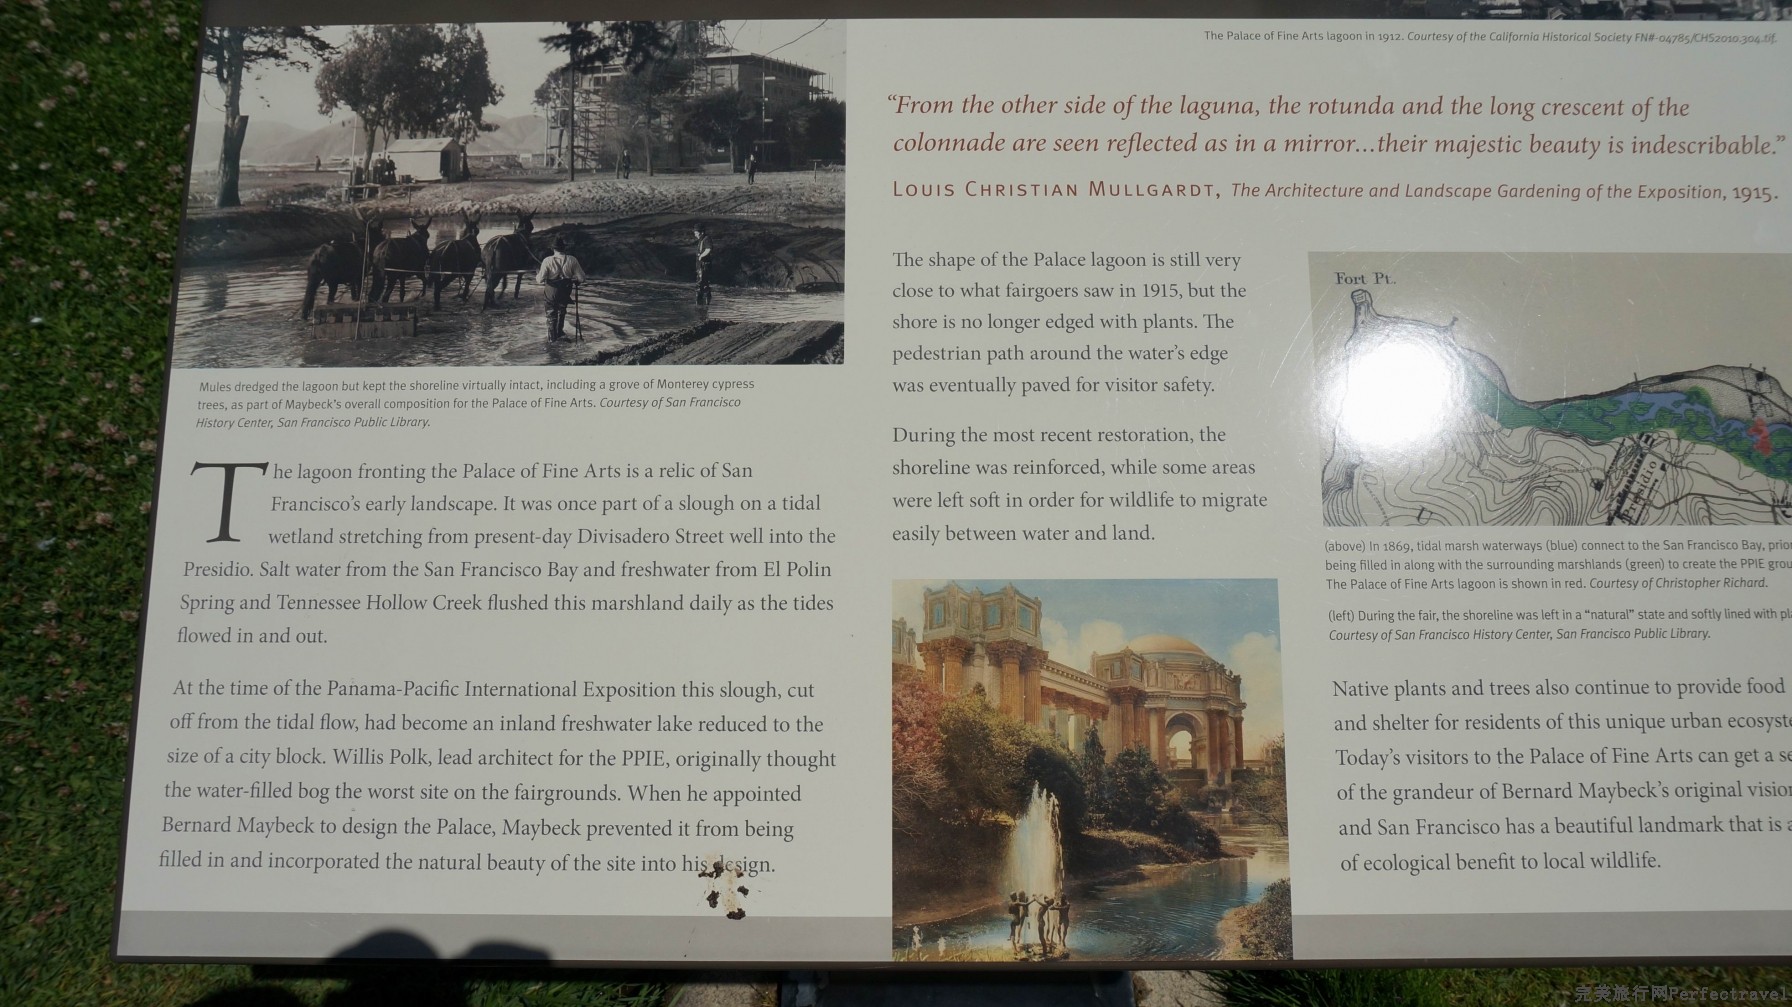 The Palace of Fine Arts lagoon in 1912. Courtesy of the California Historical Society FN#-04785/CHS2010.304.tif.
"From the other side of the laguna, the rotunda and the long crescent of the
colonnade are seen reflected as in a mirror...their majestic beauty is indescribable."
LOUIS CHRISTIAN MULLGARDT, The Architecture and Landscape Gardening of the Exposition, 1915.
Mules dredged the lagoon but kept the shoreline virtually intact, including a grove of Monterey cypress
trees, as part of Maybeck's overall composition for the Palace of Fine Arts. Courtesy of San Francisco
History Center, San Francisco Public Library.
The lagoon fronting the Palace of Fine Arts is a relic of San
Francisco's early landscape. It was once part of a slough on a tidal
wetland stretching from present-day Divisadero Street well into the
Presidio. Salt water from the San Francisco Bay and freshwater from El Polin
Spring and Tennessee Hollow Creek flushed this marshland daily as the tides
flowed in and out.
At the time of the Panama-Pacific International Exposition this slough, cut
off from the tidal flow, had become an inland freshwater lake reduced to the
size of a city block. Willis Polk, lead architect for the PPIE, originally thought
the water-filled bog the worst site on the fairgrounds. When he appointed
Bernard Maybeck to design the Palace, Maybeck prevented it from being
filled in and incorporated the natural beauty of the site into his design.
The shape of the Palace lagoon is still very
close to what fairgoers saw in 1915, but the
shore is no longer edged with plants. The
pedestrian path around the water's edge
was eventually paved for visitor safety.
During the most recent restoration, the
shoreline was reinforced, while some areas
were left soft in order for wildlife to migrate
easily between water and land.
Fort Pt.
Presidio
(above) In 1869, tidal marsh waterways (blue) connect to the San Francisco Bay, prior
being filled in along with the surrounding marshlands (green) to create the PPIE
The Palace of Fine Arts lagoon is shown in red. Courtesy of Christopher Richard.
(left) During the fair, the shoreline was left in a "natural" state and softly lined with
Courtesy of San Francisco History Center, San Francisco Public Library.
Native plants and trees also continue to provide food
and shelter for residents of this unique urban
Today's visitors to the Palace of Fine Arts can get a
of the grandeur of Bernard Maybeck's original vision
and San Francisco has a beautiful landmark that is
of ecological benefit to local wildlife.
完美旅行网Perfectravel